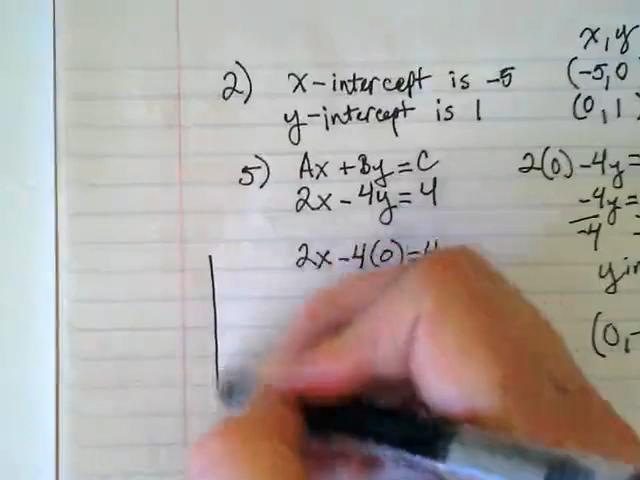 2) x-intercept is -5
y-intercept is 1
x,y
(-5,0
(0,1)
5) Ax + By = C
2x - 4y = 4
2x - 4(0) = 4
2(0) - 4y =
-4y =
-4
(0,-